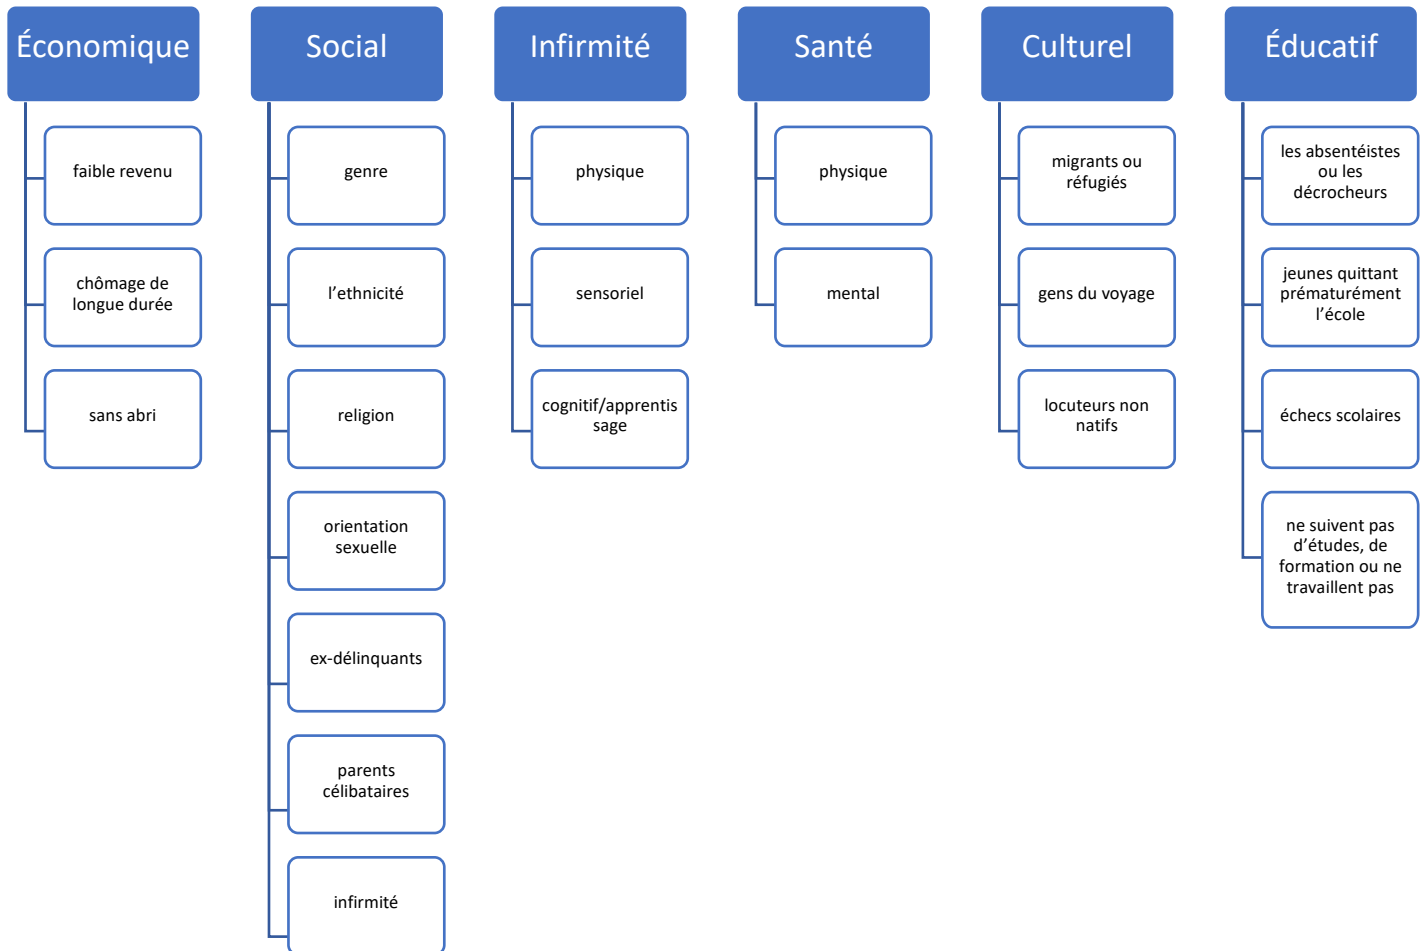 Économique
faible revenu
chômage de
longue durée
sans abri
Social
genre
l’ethnicité
religion
orientation
sexuelle
ex-délinquants
parents
célibataires
infirmité
Infirmité
physique
sensoriel
cognitif/apprentis
sage
Santé
physique
mental
Culturel
migrants ou
réfugiés
gens du voyage
locuteurs non
natifs
Éducatif
les absentéistes
ou les
décrocheurs
jeunes quittant
prématurément
l’école
échecs scolaires
ne suivent pas
d’études, de
formation ou ne
travaillent pas